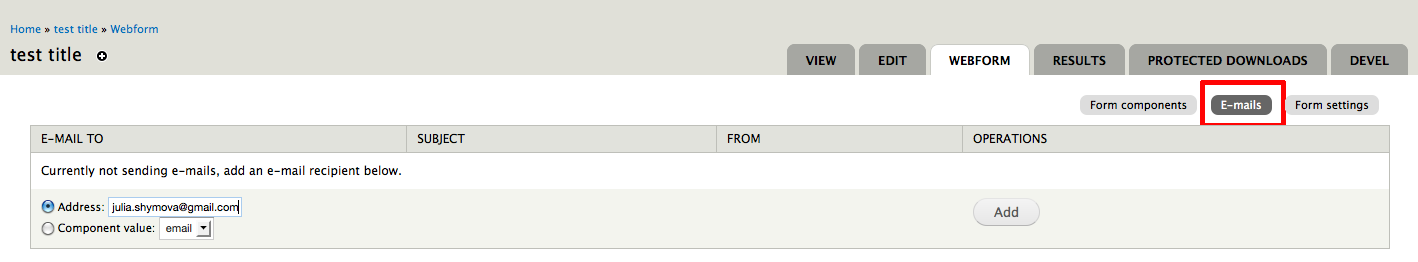 Home » test title » Webform
test title
VIEW EDIT WEBFORM RESULTS PROTECTED DOWNLOADS DEVEL
Form components E-mails Form settings
E-MAIL TO SUBJECT FROM OPERATIONS
Currently not sending e-mails, add an e-mail recipient below.
Address: julia.shymova@gmail.com
Add
Component value: email